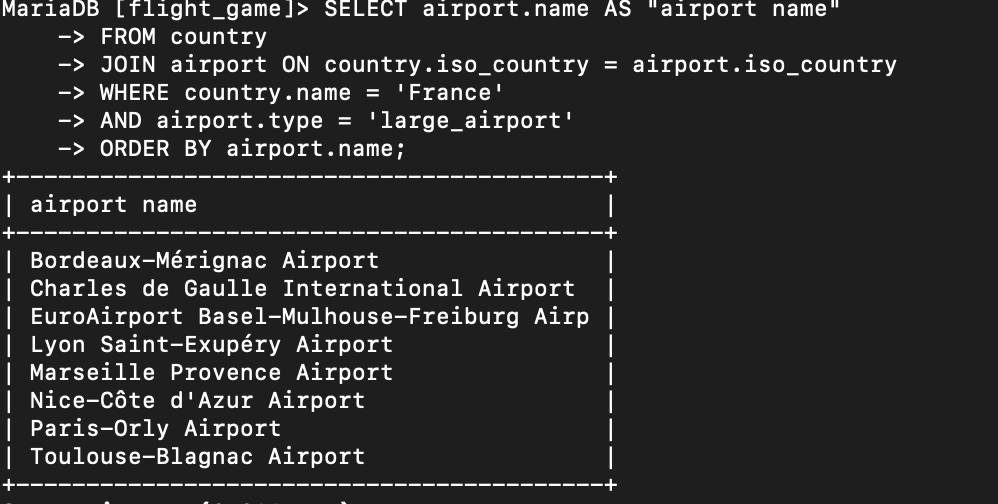 MariaDB [flight_game]> SELECT airport.name AS "airport name"
    -> FROM country
    -> JOIN airport ON country.iso_country = airport.iso_country
    -> WHERE country.name = 'France'
    -> AND airport.type = 'large_airport'
    -> ORDER BY airport.name;
+------------------------------------------+
| airport name                             |
+------------------------------------------+
| Bordeaux-Mérignac Airport                |
| Charles de Gaulle International Airport  |
| EuroAirport Basel-Mulhouse-Freiburg Airp |
| Lyon Saint-Exupéry Airport               |
| Marseille Provence Airport               |
| Nice-Côte d'Azur Airport                 |
| Paris-Orly Airport                       |
| Toulouse-Blagnac Airport                 |
+------------------------------------------+